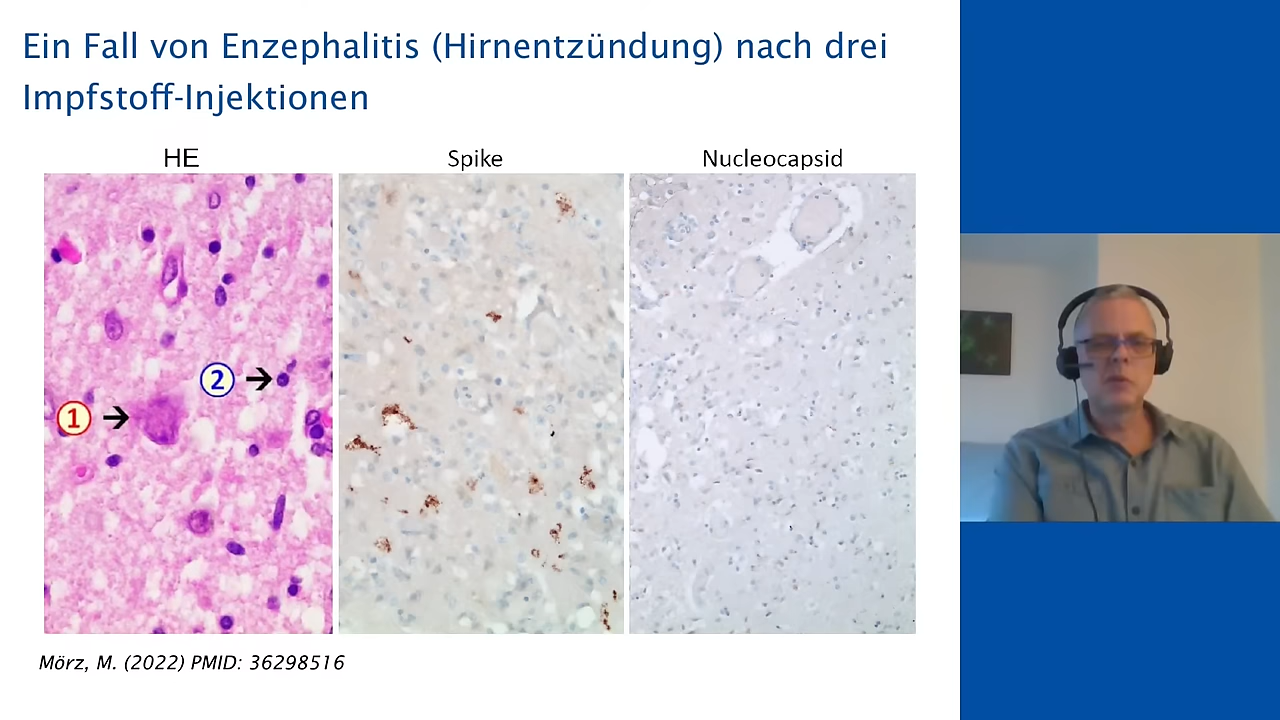 Ein Fall von Enzephalitis (Hirnentzündung) nach drei
Impfstoff-Injektionen
HE
Spike
Nucleocapsid
2
1
Mörz, M. (2022) PMID: 36298516